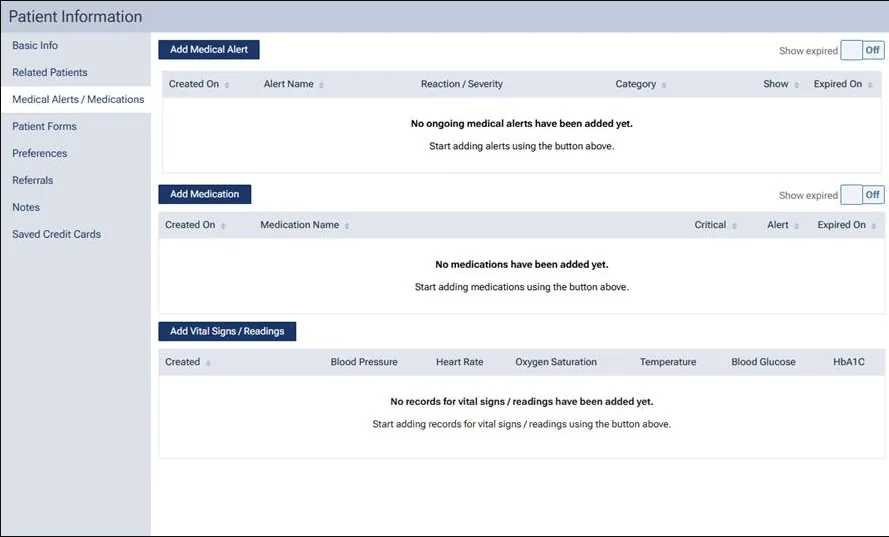 Patient Information
Basic Info
Related Patients
Medical Alerts / Medications
Patient Forms
Preferences
Referrals
Notes
Saved Credit Cards
Add Medical Alert
Show expired Off
Created On Alert Name Reaction / Severity Category Show Expired On
No ongoing medical alerts have been added yet.
Start adding alerts using the button above.
Add Medication
Show expired Off
Created On Medication Name Critical Alert Expired On
No medications have been added yet.
Start adding medications using the button above.
Add Vital Signs / Readings
Created Blood Pressure Heart Rate Oxygen Saturation Temperature Blood Glucose HbA1C
No records for vital signs / readings have been added yet.
Start adding records for vital signs / readings using the button above.